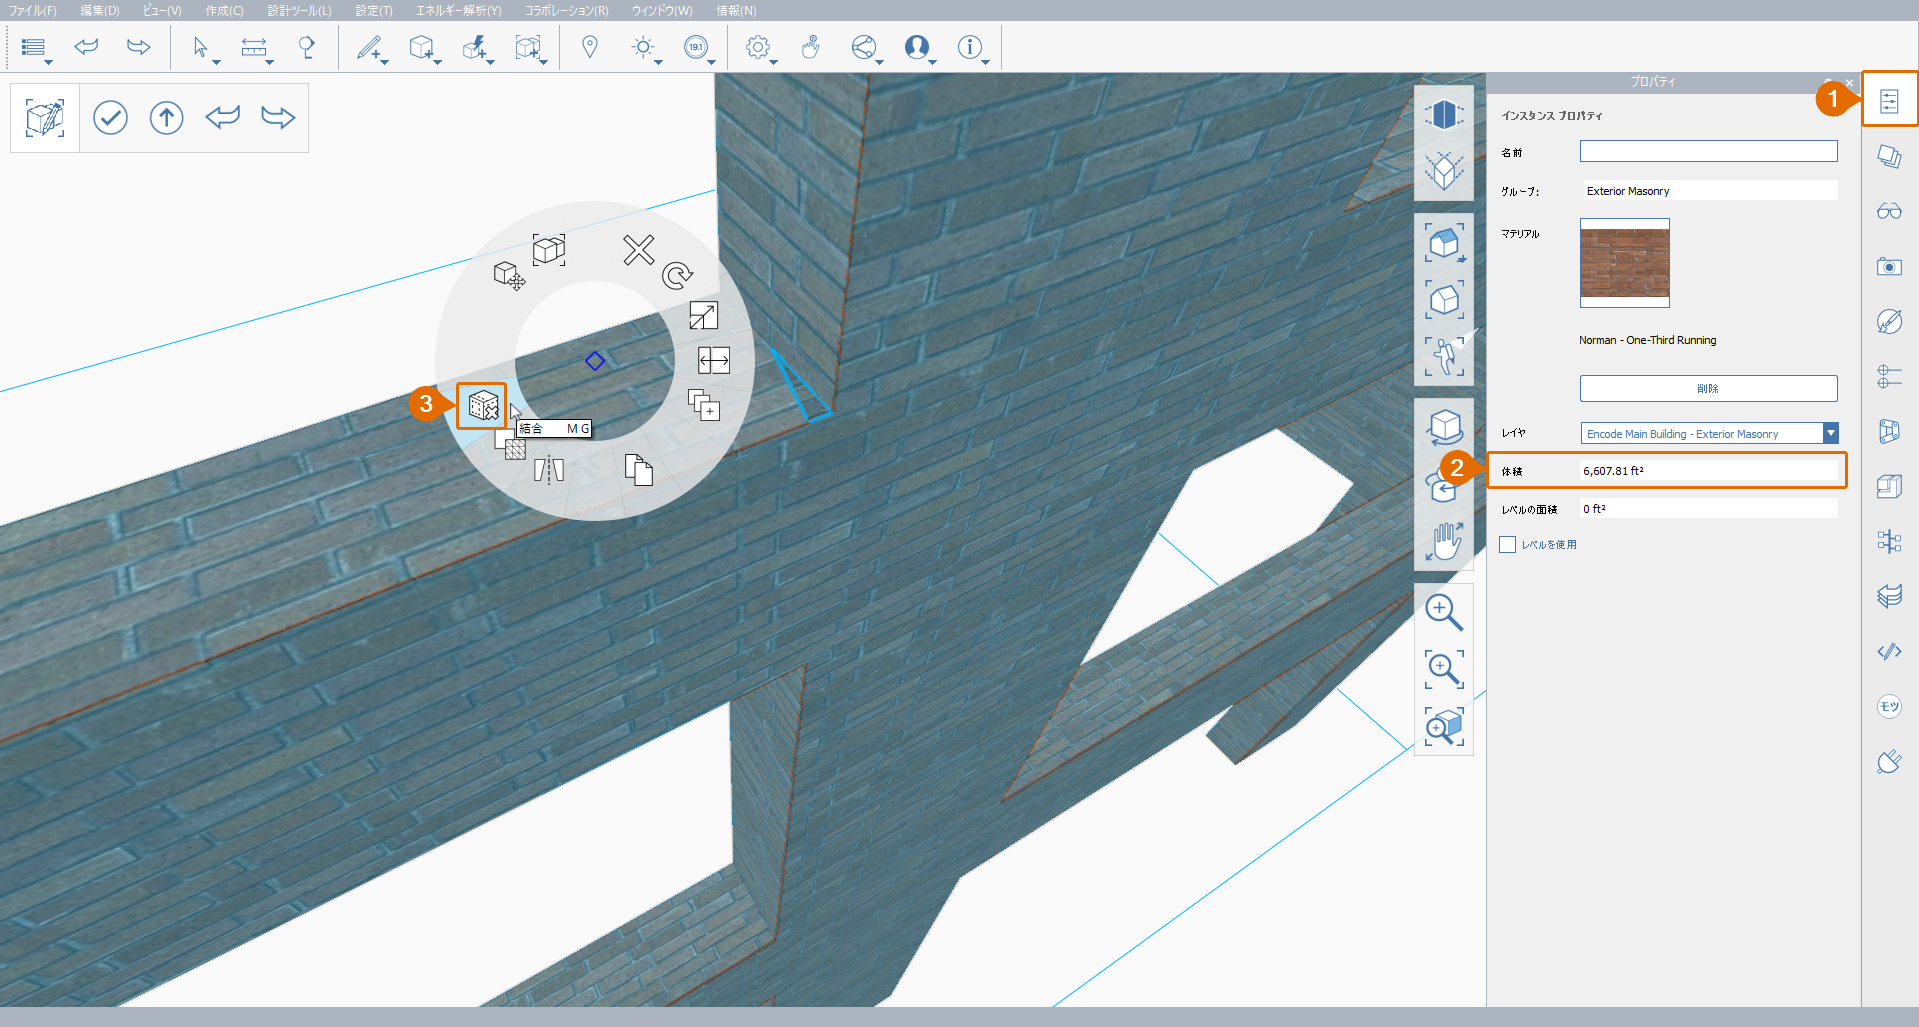 ファイル(F) 編集(D) ビュー(V) 作成(C) 設計ツール(L) 設定(T) エネルギー解析(Y) コラボレーション(R) ウィンドウ(W) 情報(N)
19.1
プロパティ
1
インスタンス プロパティ
名前
グループ: Exterior Masonry
マテリアル
Norman - One-Third Running
削除
レイヤ Encode Main Building - Exterior Masonry
2
体積 6,607.81 ft²
レベルの面積 0 ft²
レベルを使用
3
結合 M G
モツ